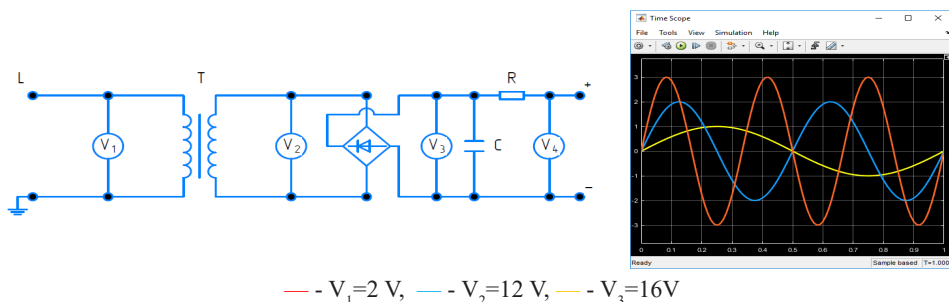 Time Scope
File Tools View Simulation Help
L T R +
V1 V2 V3 C V4
−
3
2
1
0
-1
-2
-3
0 0.1 0.2 0.3 0.4 0.5 0.6 0.7 0.8 0.9 1
Ready Sample based T=1.000
— - V1=2 V, — - V2=12 V, — - V3=16V